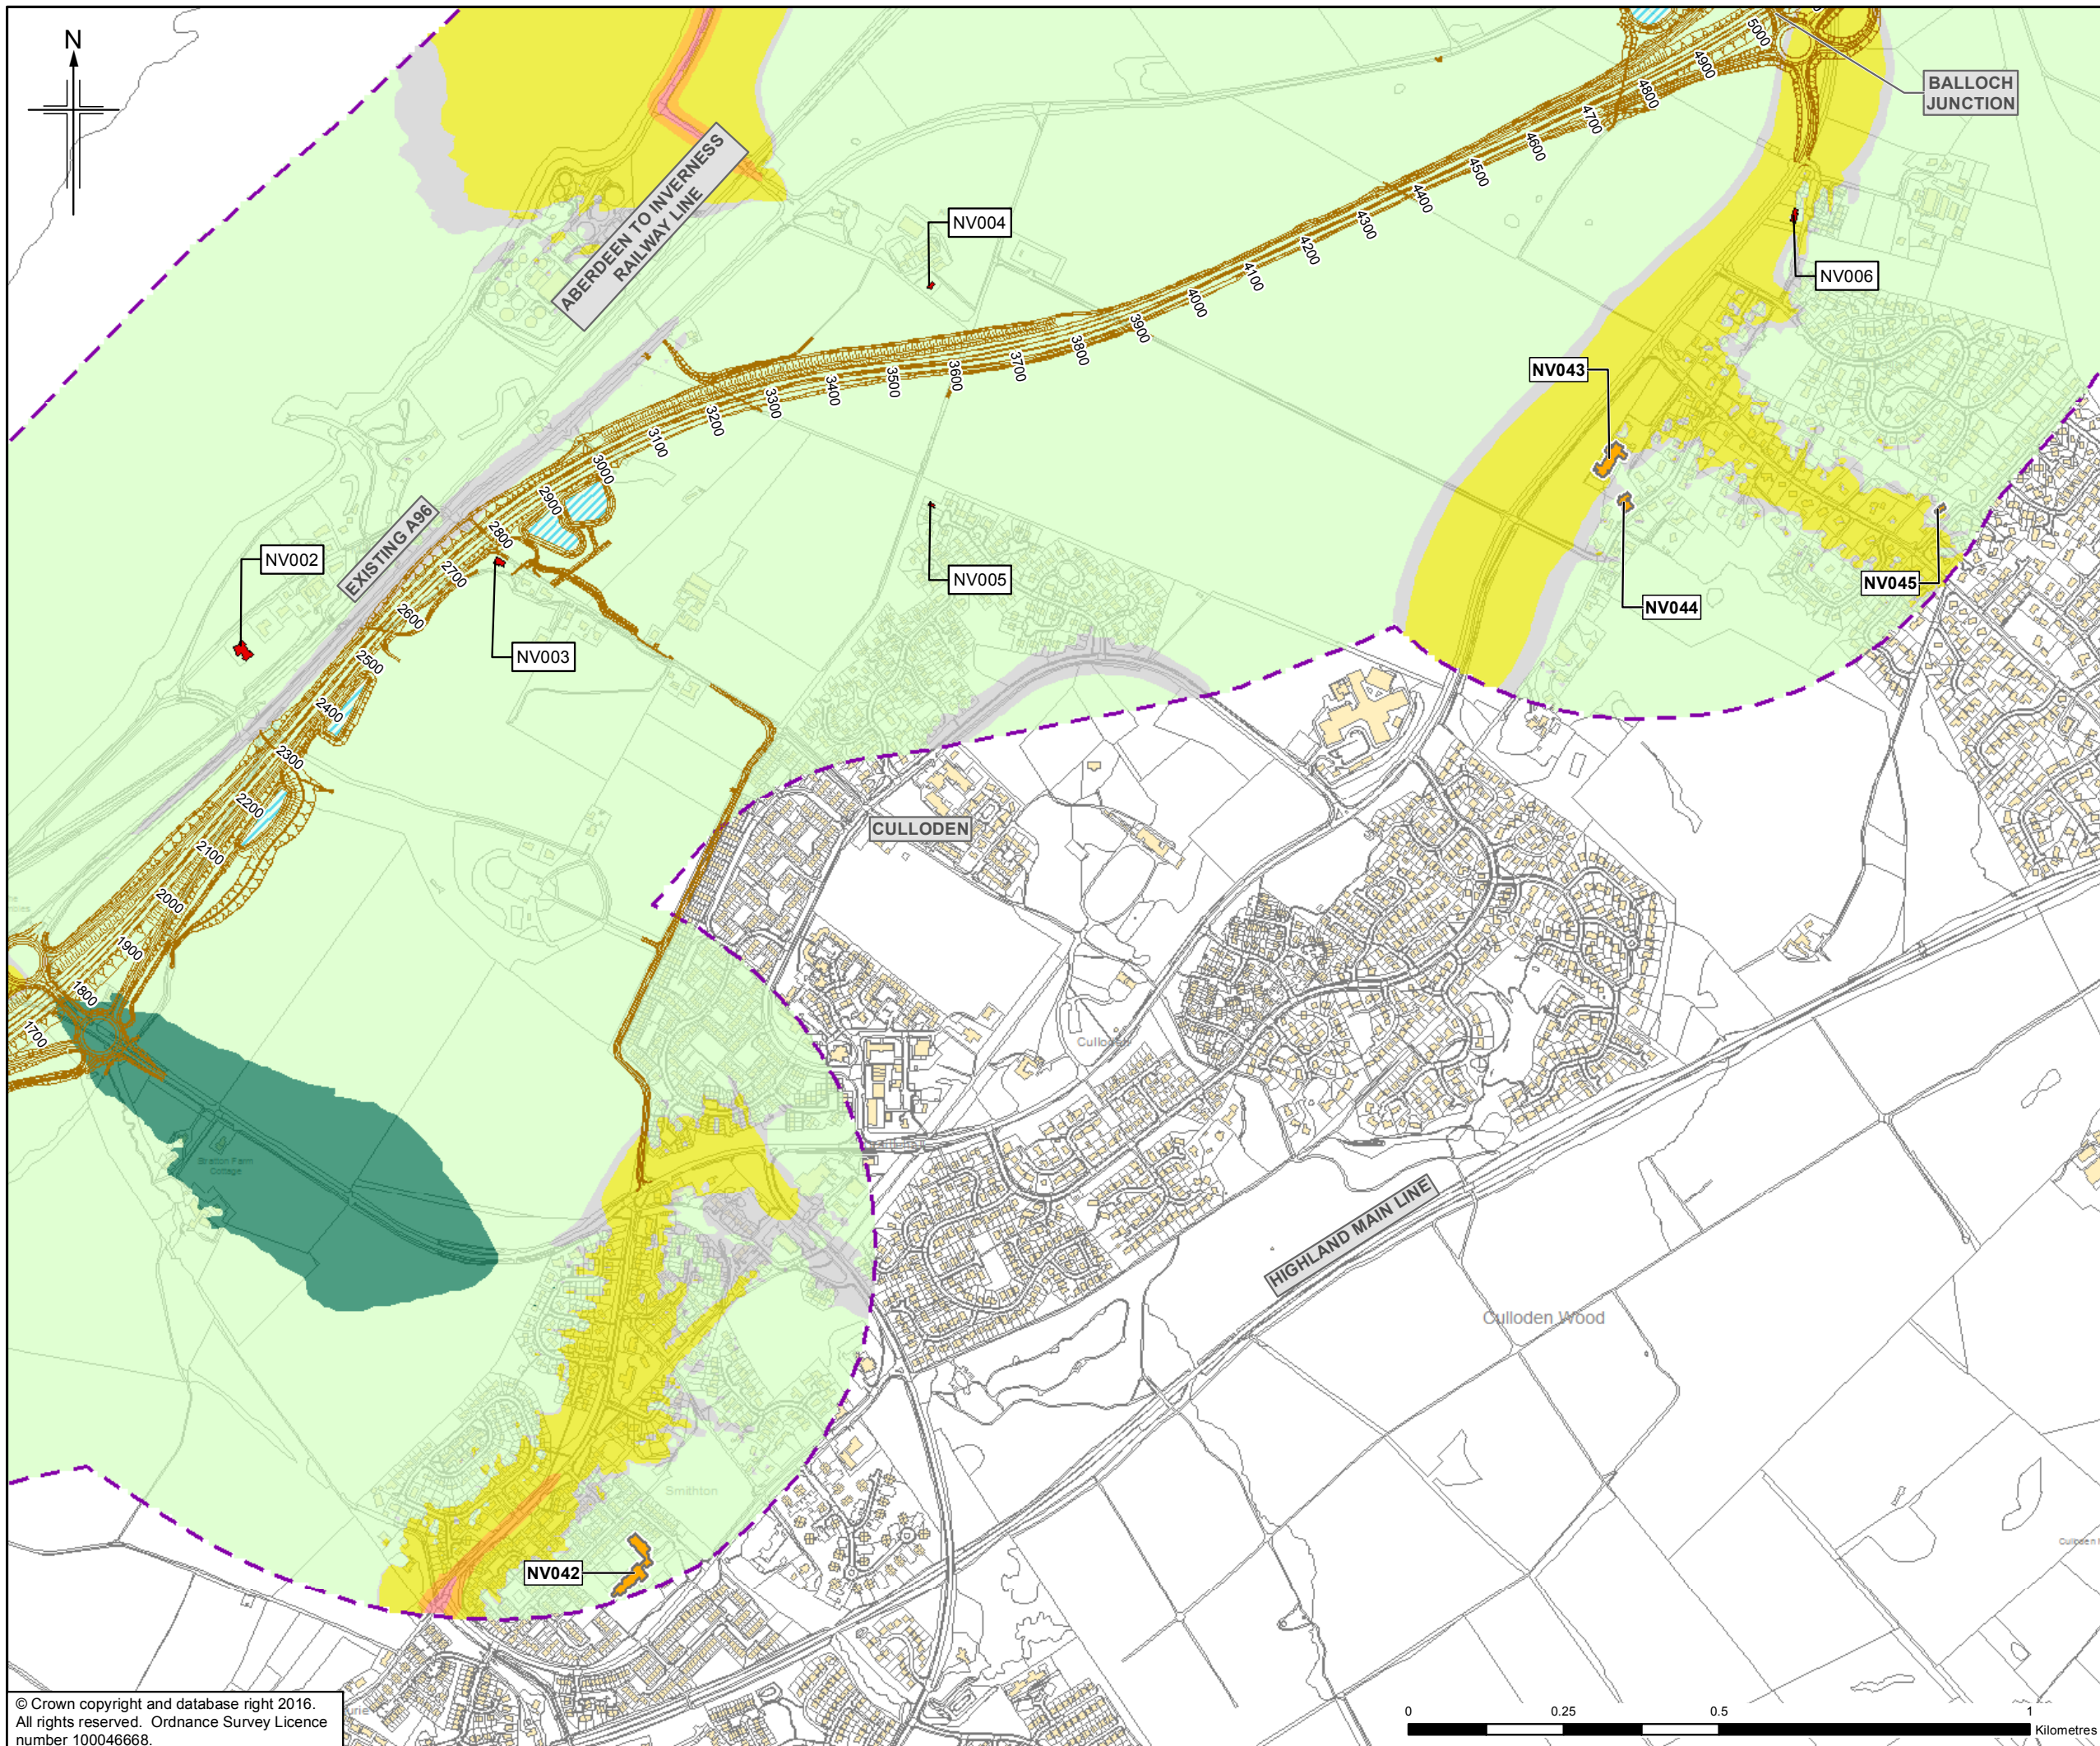 N
BALLOCH
JUNCTION
ABERDEEN TO INVERNESS
RAILWAY LINE
NV004
NV006
NV043
NV002
EXISTING A96
NV005
NV003
NV044
NV045
5000
4900
4800
4700
4600
4500
4400
4300
4200
4100
4000
3900
3800
3700
3600
3500
3400
3300
3200
3100
3000
2900
2800
2700
2600
2500
2400
2300
2200
2100
2000
1900
1800
1700
CULLODEN
Culloden
Stratton Farm
Cottage
HIGHLAND MAIN LINE
Culloden Wood
Smithton
NV042
© Crown copyright and database right 2016.
All rights reserved. Ordnance Survey Licence
number 100046668.
0 0.25 0.5 1
Kilometres